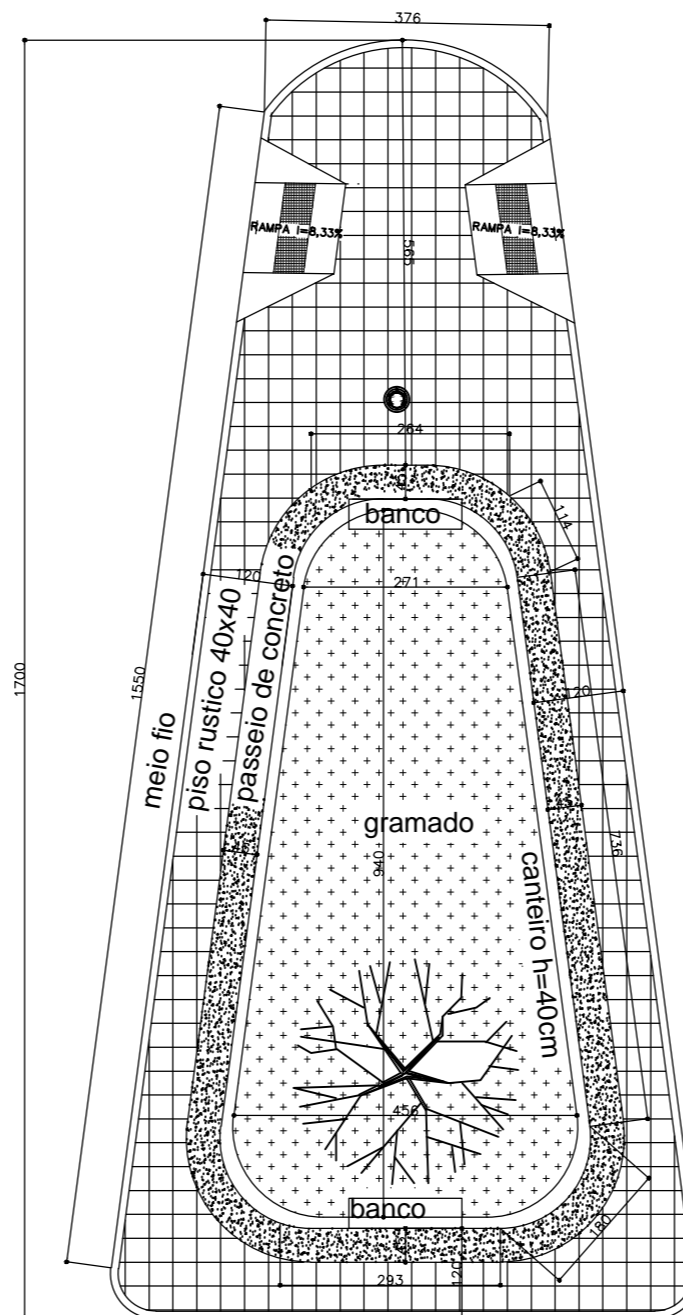 376
RAMPA i=8,33%
RAMPA i=8,33%
565
264
banco
114
120
271
1700
1550
meio fio
piso rustico 40x40
passeio de concreto
120
gramado
940
736
canteiro h=40cm
456
banco
180
293
120